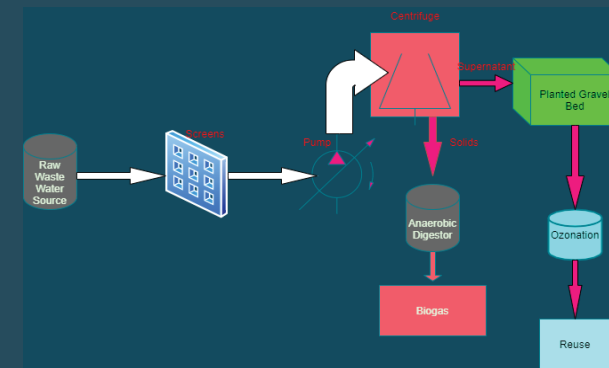 Centrifuge
Supernatant
Planted Gravel
Bed
Screens
Pump
Solids
Raw
Waste
Water
Source
Anaerobic
Digestor
Ozonation
Biogas
Reuse